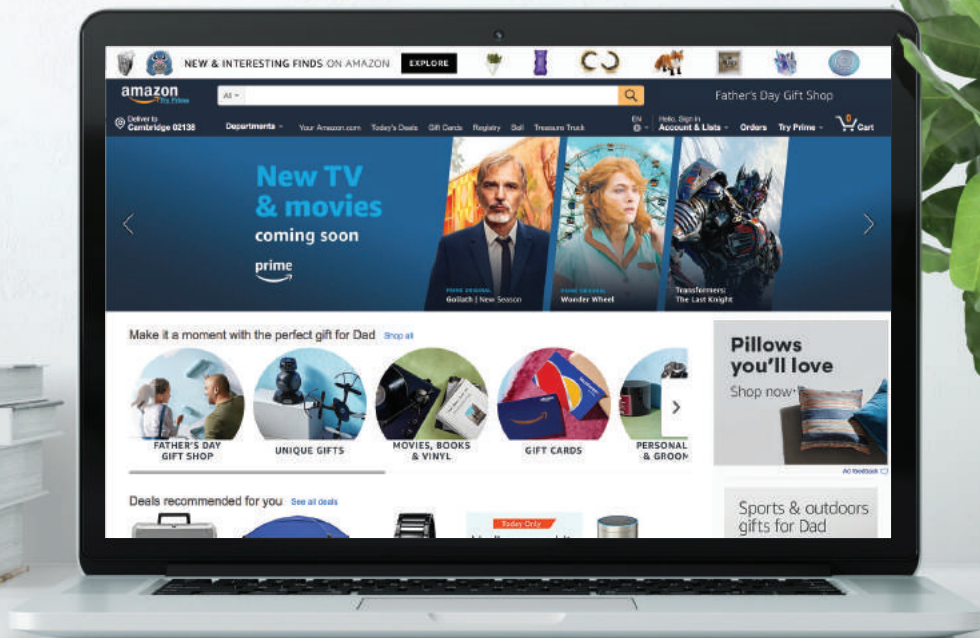 NEW & INTERESTING FINDS ON AMAZON EXPLORE
amazon
Try Prime
All
Father's Day Gift Shop
Deliver to
Cambridge 02138
Departments
Your Amazon.com Today's Deals Gift Cards Registry Sell Treasure Truck
EN
Hello, Sign in
Account & Lists
Orders
Try Prime
0
Cart
New TV
& movies
coming soon
prime
PRIME ORIGINAL
Goliath | New Season
PRIME ORIGINAL
Wonder Wheel
Transformers:
The Last Knight
Make it a moment with the perfect gift for Dad Shop all
FATHER'S DAY
GIFT SHOP
UNIQUE GIFTS
MOVIES, BOOKS
& VINYL
GIFT CARDS
PERSONAL
& GROOM
Pillows
you'll love
Shop now
Ad feedback
Deals recommended for you See all deals
Today Only
Sports & outdoors
gifts for Dad